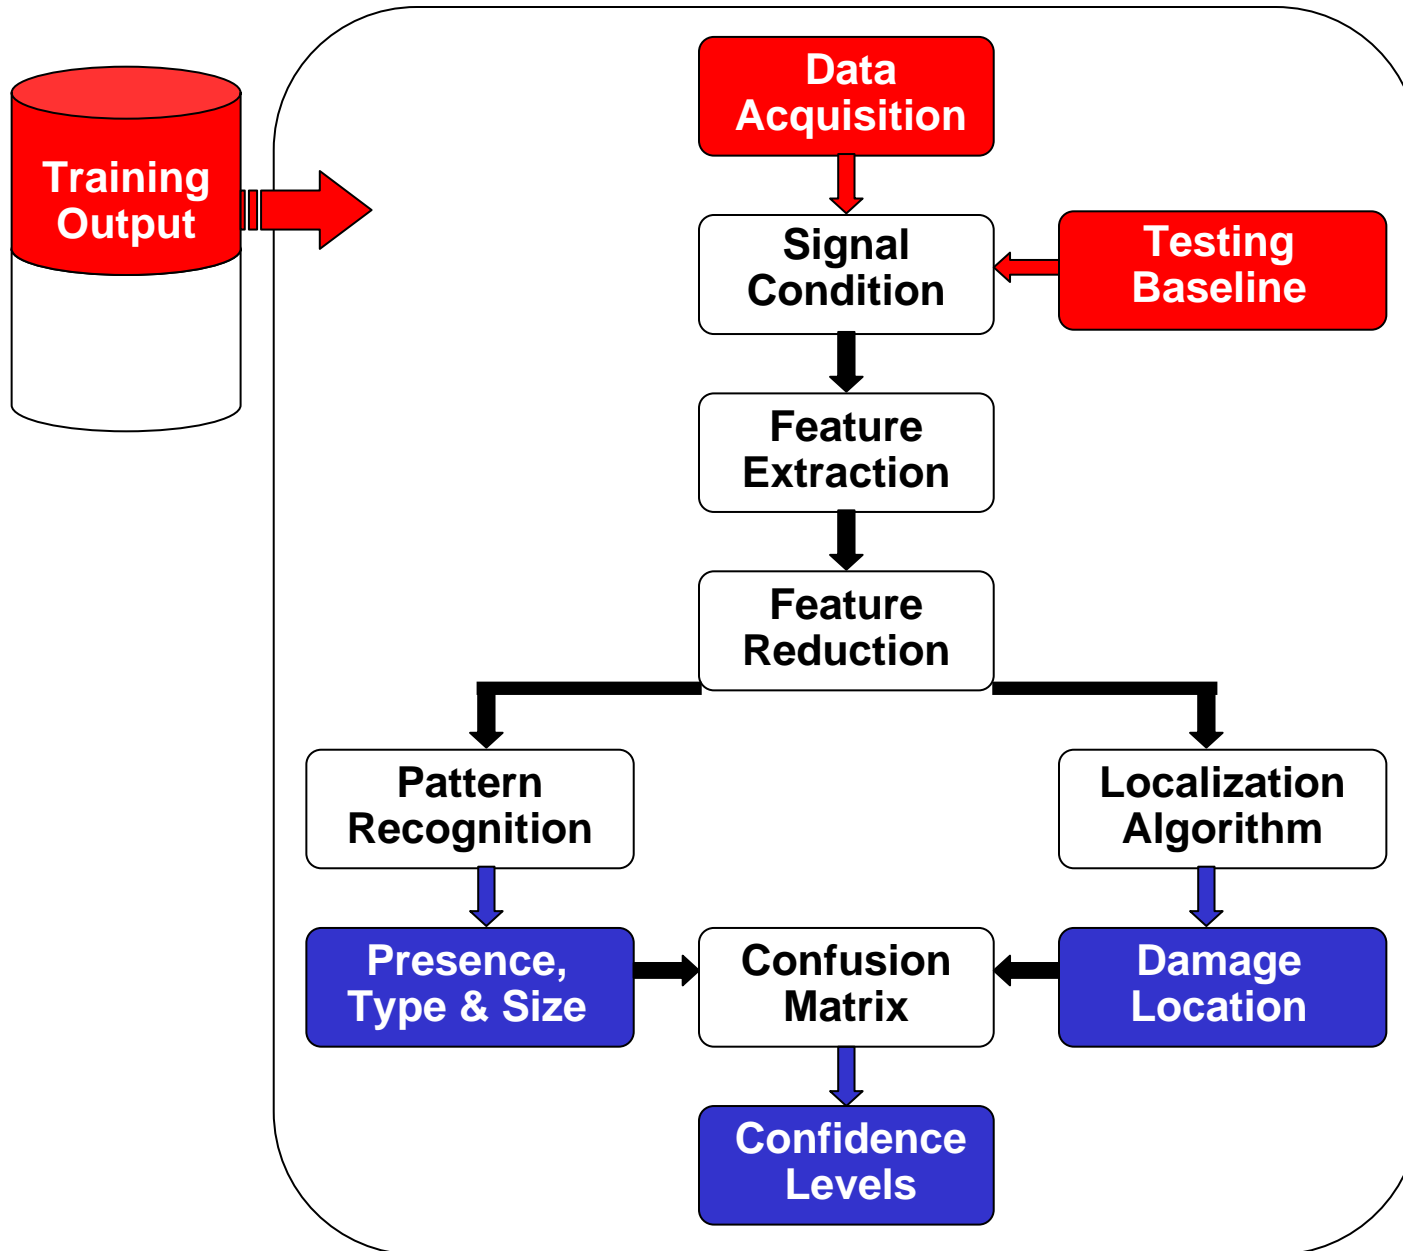 Data
Acquisition
Training
Output
Signal
Condition
Testing
Baseline
Feature
Extraction
Feature
Reduction
Pattern
Recognition
Localization
Algorithm
Presence,
Type & Size
Confusion
Matrix
Damage
Location
Confidence
Levels